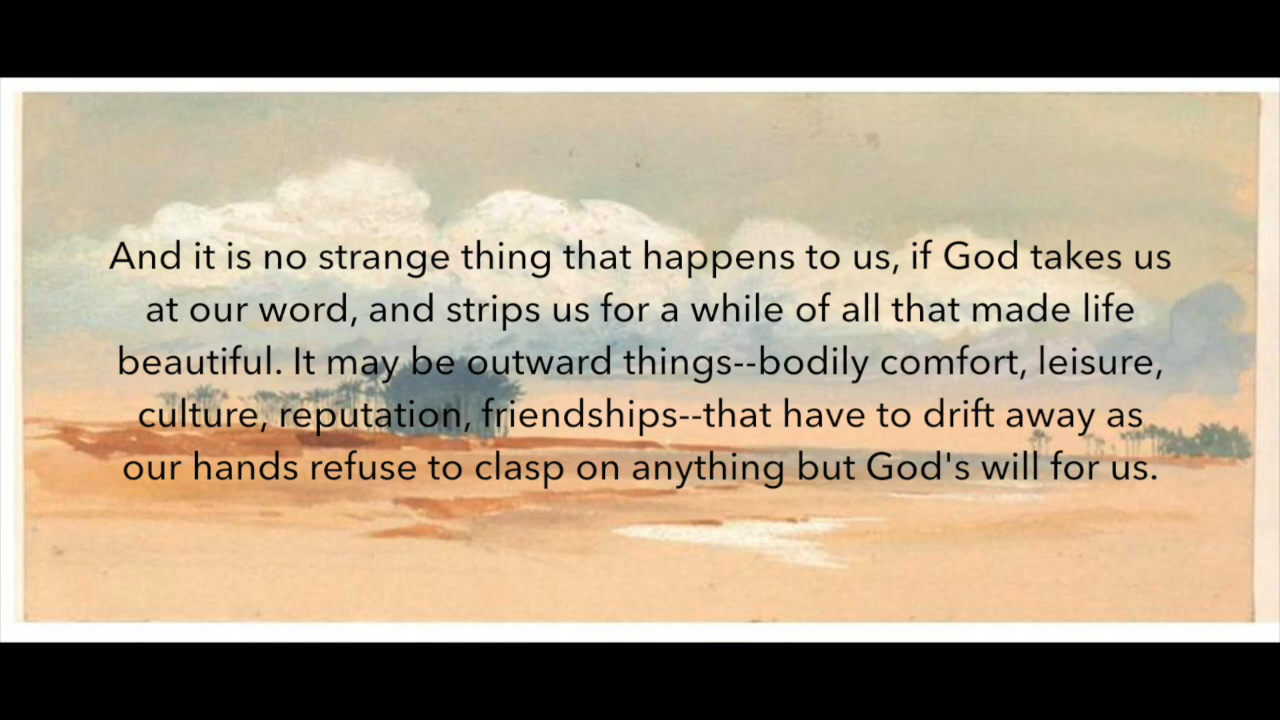 And it is no strange thing that happens to us, if God takes us
at our word, and strips us for a while of all that made life
beautiful. It may be outward things--bodily comfort, leisure,
culture, reputation, friendships--that have to drift away as
our hands refuse to clasp on anything but God's will for us.